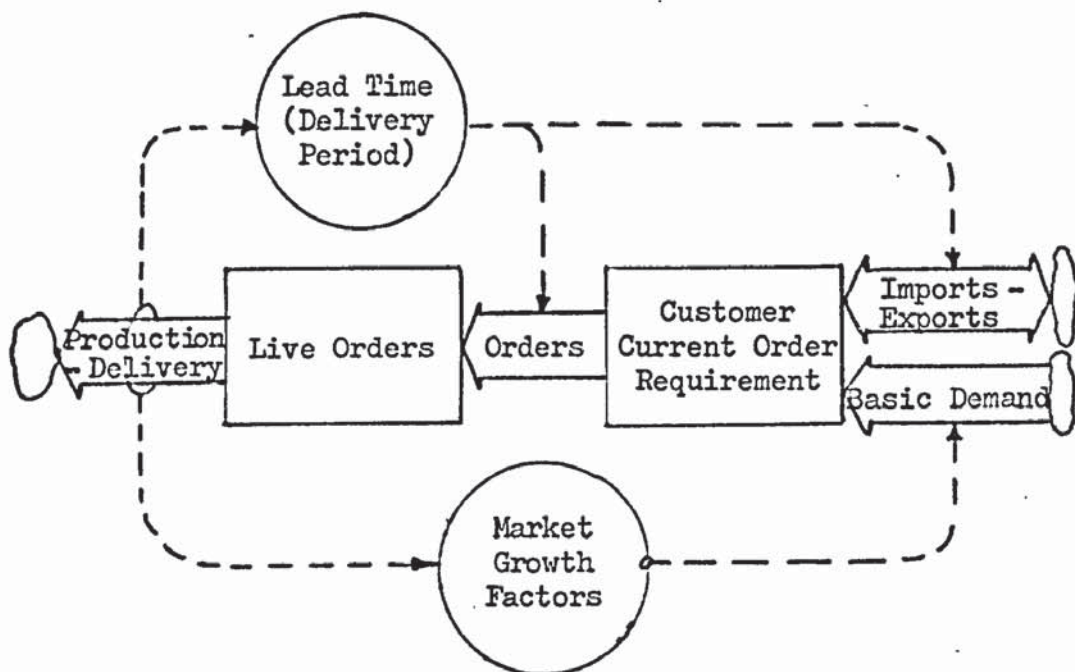 Lead Time
(Delivery
Period)
Production
- Delivery
Live Orders
Orders
Customer
Current Order
Requirement
Imports -
Exports
Basic Demand
Market
Growth
Factors